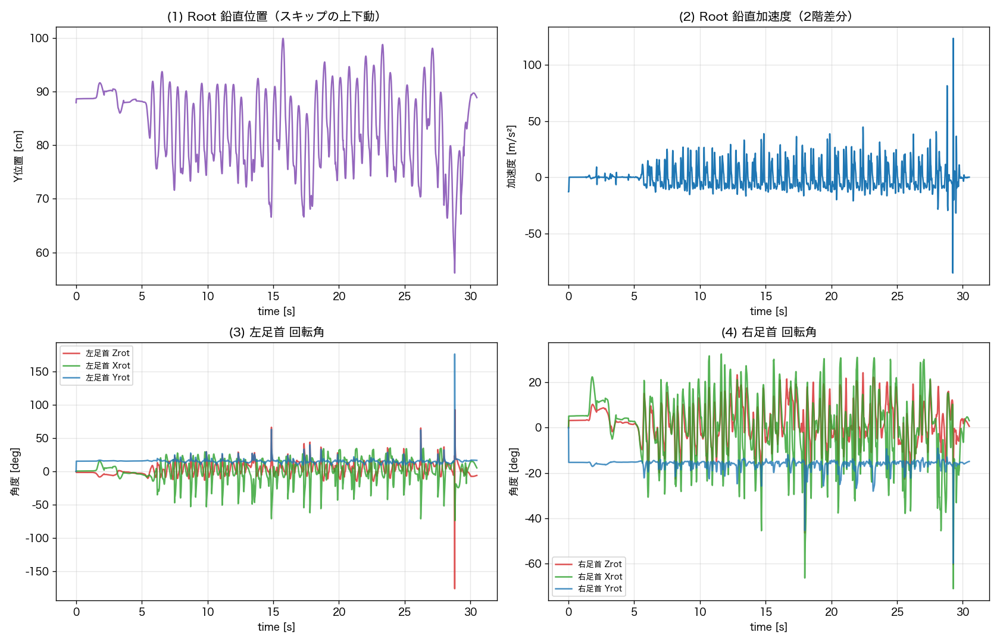 (1) Root 鉛直位置（スキップの上下動）
Y位置 [cm]
100
90
80
70
60
0 5 10 15 20 25 30
time [s]
(2) Root 鉛直加速度（2階差分）
加速度 [m/s²]
100
50
0
-50
0 5 10 15 20 25 30
time [s]
(3) 左足首 回転角
角度 [deg]
150
100
50
0
-50
-100
-150
左足首 Zrot
左足首 Xrot
左足首 Yrot
0 5 10 15 20 25 30
time [s]
(4) 右足首 回転角
角度 [deg]
20
0
-20
-40
-60
右足首 Zrot
右足首 Xrot
右足首 Yrot
0 5 10 15 20 25 30
time [s]